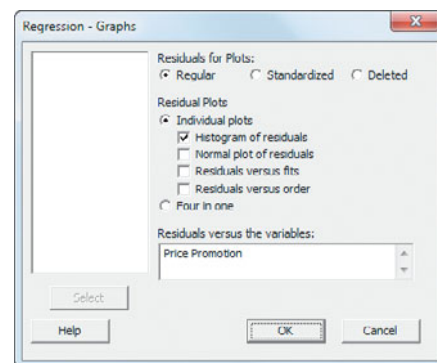 Regression - Graphs
Residuals for Plots:
Regular Standardized Deleted
Residual Plots
Individual plots
Histogram of residuals
Normal plot of residuals
Residuals versus fits
Residuals versus order
Four in one
Residuals versus the variables:
Price Promotion
Select
Help OK Cancel